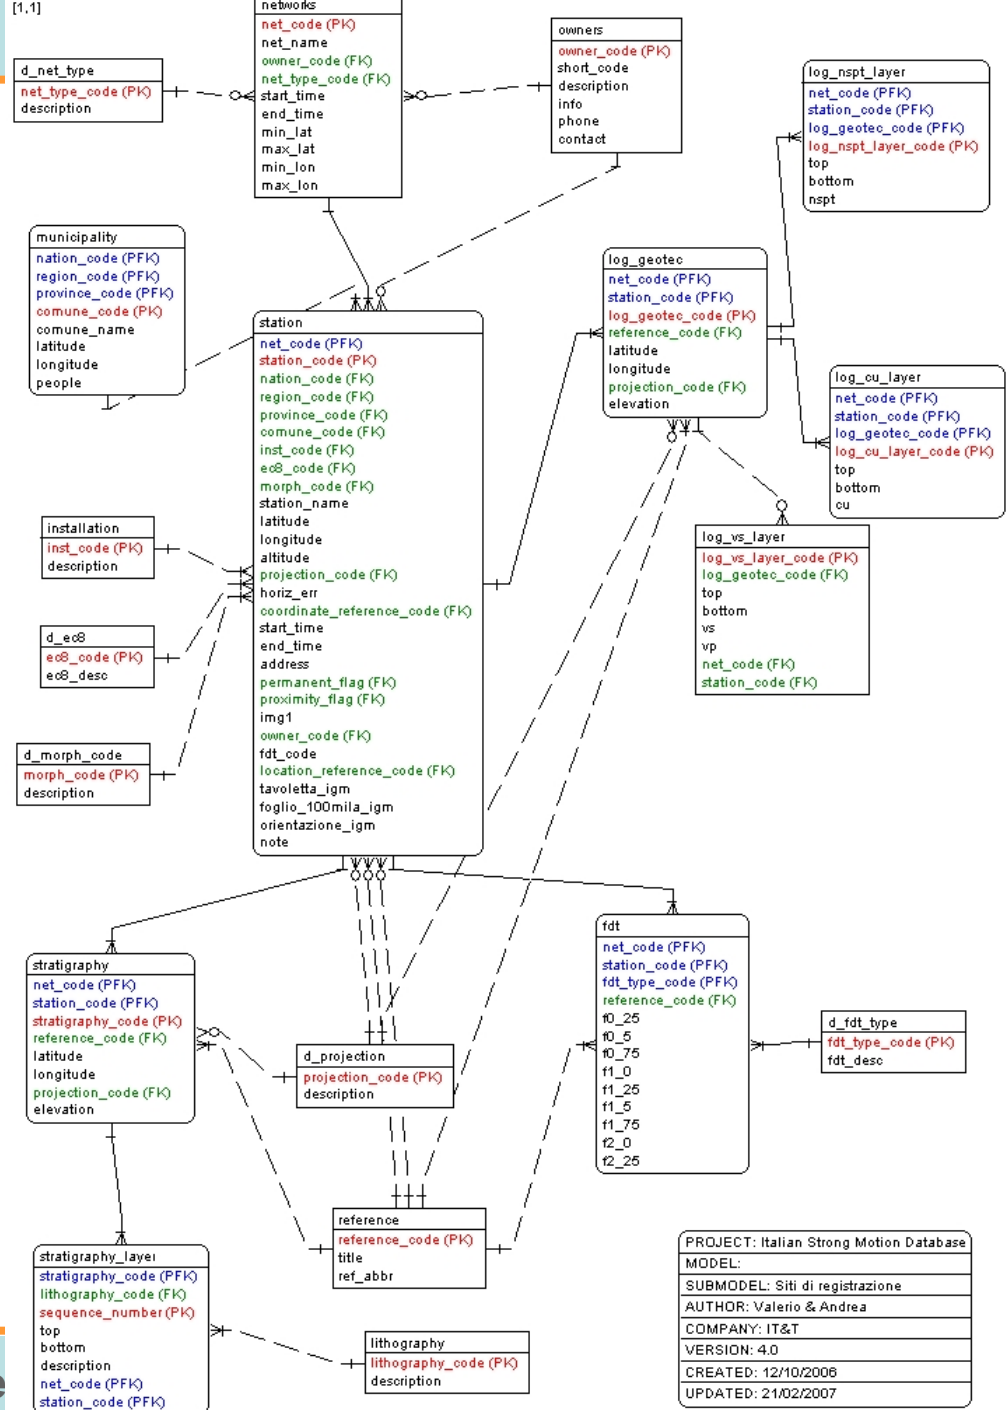 [1,1]
networks
net_code (PK)
net_name
owner_code (FK)
net_type_code (FK)
start_time
end_time
min_lat
max_lat
min_lon
max_lon
owners
owner_code (PK)
short_code
description
info
phone
contact
d_net_type
net_type_code (PK)
description
log_nspt_layer
net_code (PFK)
station_code (PFK)
log_geotec_code (PFK)
log_nspt_layer_code (PK)
top
bottom
nspt
municipality
nation_code (PFK)
region_code (PFK)
province_code (PFK)
comune_code (PK)
comune_name
latitude
longitude
people
log_geotec
net_code (PFK)
station_code (PFK)
log_geotec_code (PK)
reference_code (FK)
latitude
longitude
projection_code (FK)
elevation
station
net_code (PFK)
station_code (PK)
nation_code (FK)
region_code (FK)
province_code (FK)
comune_code (FK)
inst_code (FK)
ec8_code (FK)
morph_code (FK)
station_name
latitude
longitude
altitude
projection_code (FK)
horiz_err
coordinate_reference_code (FK)
start_time
end_time
address
permanent_flag (FK)
proximity_flag (FK)
img1
owner_code (FK)
fdt_code
location_reference_code (FK)
tavoletta_igm
foglio_100mila_igm
orientazione_igm
note
log_cu_layer
net_code (PFK)
station_code (PFK)
log_geotec_code (PFK)
log_cu_layer_code (PK)
top
bottom
cu
installation
inst_code (PK)
description
log_vs_layer
log_vs_layer_code (PK)
log_geotec_code (FK)
top
bottom
vs
vp
net_code (FK)
station_code (FK)
d_ec8
ec8_code (PK)
ec8_desc
d_morph_code
morph_code (PK)
description
stratigraphy
net_code (PFK)
station_code (PFK)
stratigraphy_code (PK)
reference_code (FK)
latitude
longitude
projection_code (FK)
elevation
fdt
net_code (PFK)
station_code (PFK)
fdt_type_code (PFK)
reference_code (FK)
f0_25
f0_5
f0_75
f1_0
f1_25
f1_5
f1_75
f2_0
f2_25
d_fdt_type
fdt_type_code (PK)
fdt_desc
d_projection
projection_code (PK)
description
reference
reference_code (PK)
title
ref_abbr
stratigraphy_layer
stratigraphy_code (PFK)
lithography_code (FK)
sequence_number (PK)
top
bottom
description
net_code (PFK)
station_code (PFK)
lithography
lithography_code (PK)
description
PROJECT: Italian Strong Motion Database
MODEL:
SUBMODEL: Siti di registrazione
AUTHOR: Valerio & Andrea
COMPANY: IT&T
VERSION: 4.0
CREATED: 12/10/2006
UPDATED: 21/02/2007